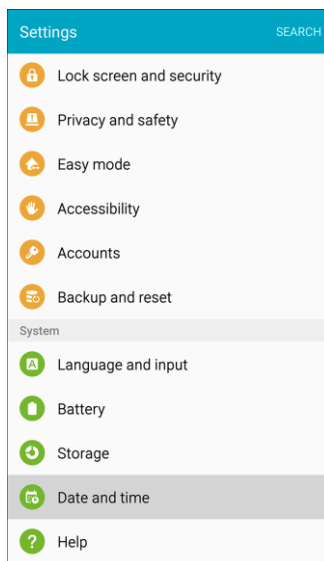 Settings SEARCH
Lock screen and security
Privacy and safety
Easy mode
Accessibility
Accounts
Backup and reset
System
A Language and input
Battery
Storage
Date and time
? Help